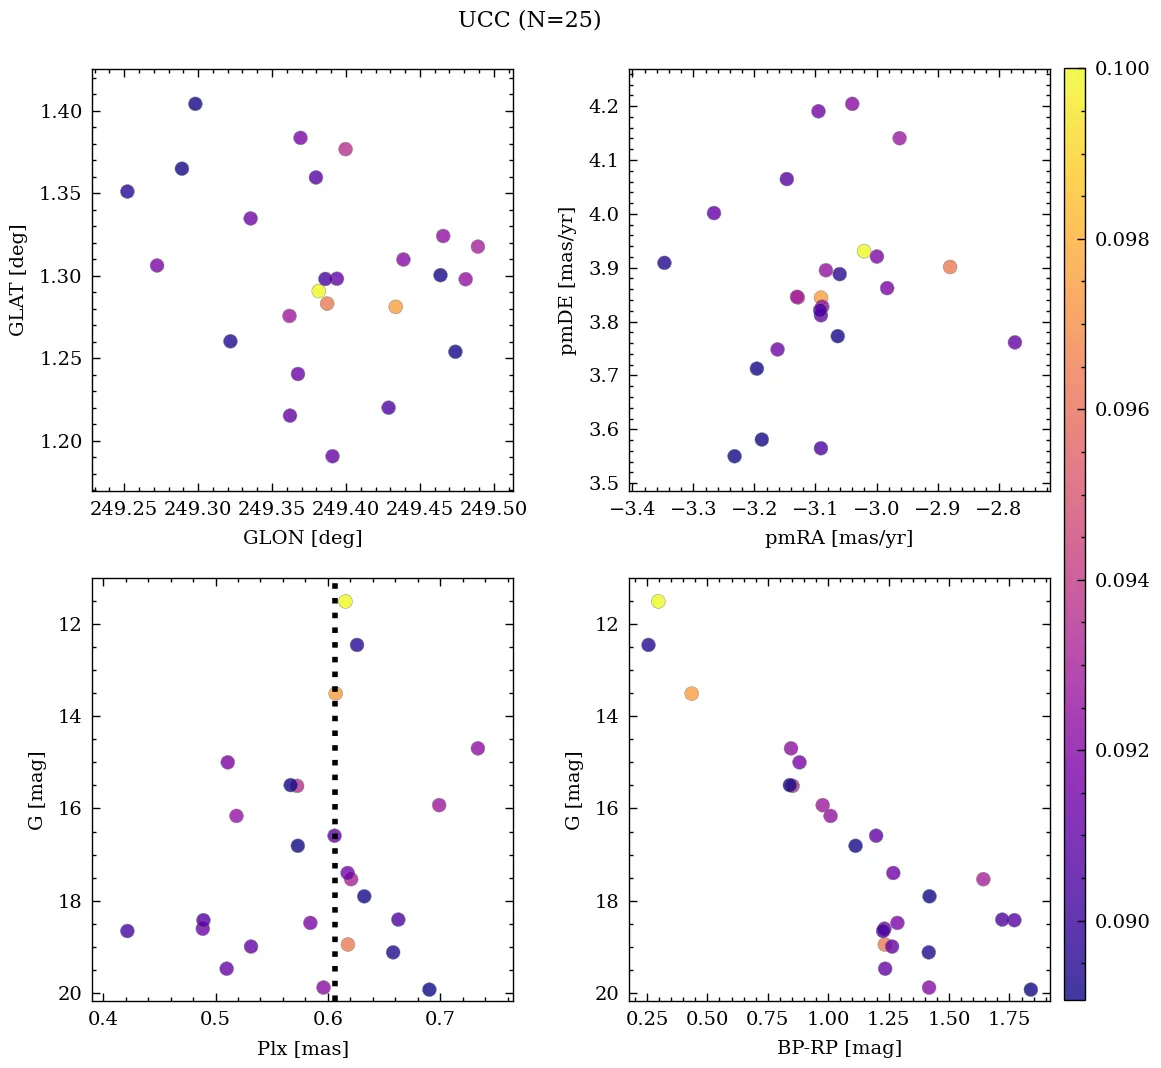 UCC (N=25)
1.40
1.35
1.30
1.25
1.20
GLAT [deg]
249.25 249.30 249.35 249.40 249.45 249.50
GLON [deg]
4.2
4.1
4.0
3.9
3.8
3.7
3.6
3.5
pmDE [mas/yr]
−3.4 −3.3 −3.2 −3.1 −3.0 −2.9 −2.8
pmRA [mas/yr]
12
14
16
18
20
G [mag]
0.4 0.5 0.6 0.7
Plx [mas]
12
14
16
18
20
G [mag]
0.25 0.50 0.75 1.00 1.25 1.50 1.75
BP-RP [mag]
0.100
0.098
0.096
0.094
0.092
0.090